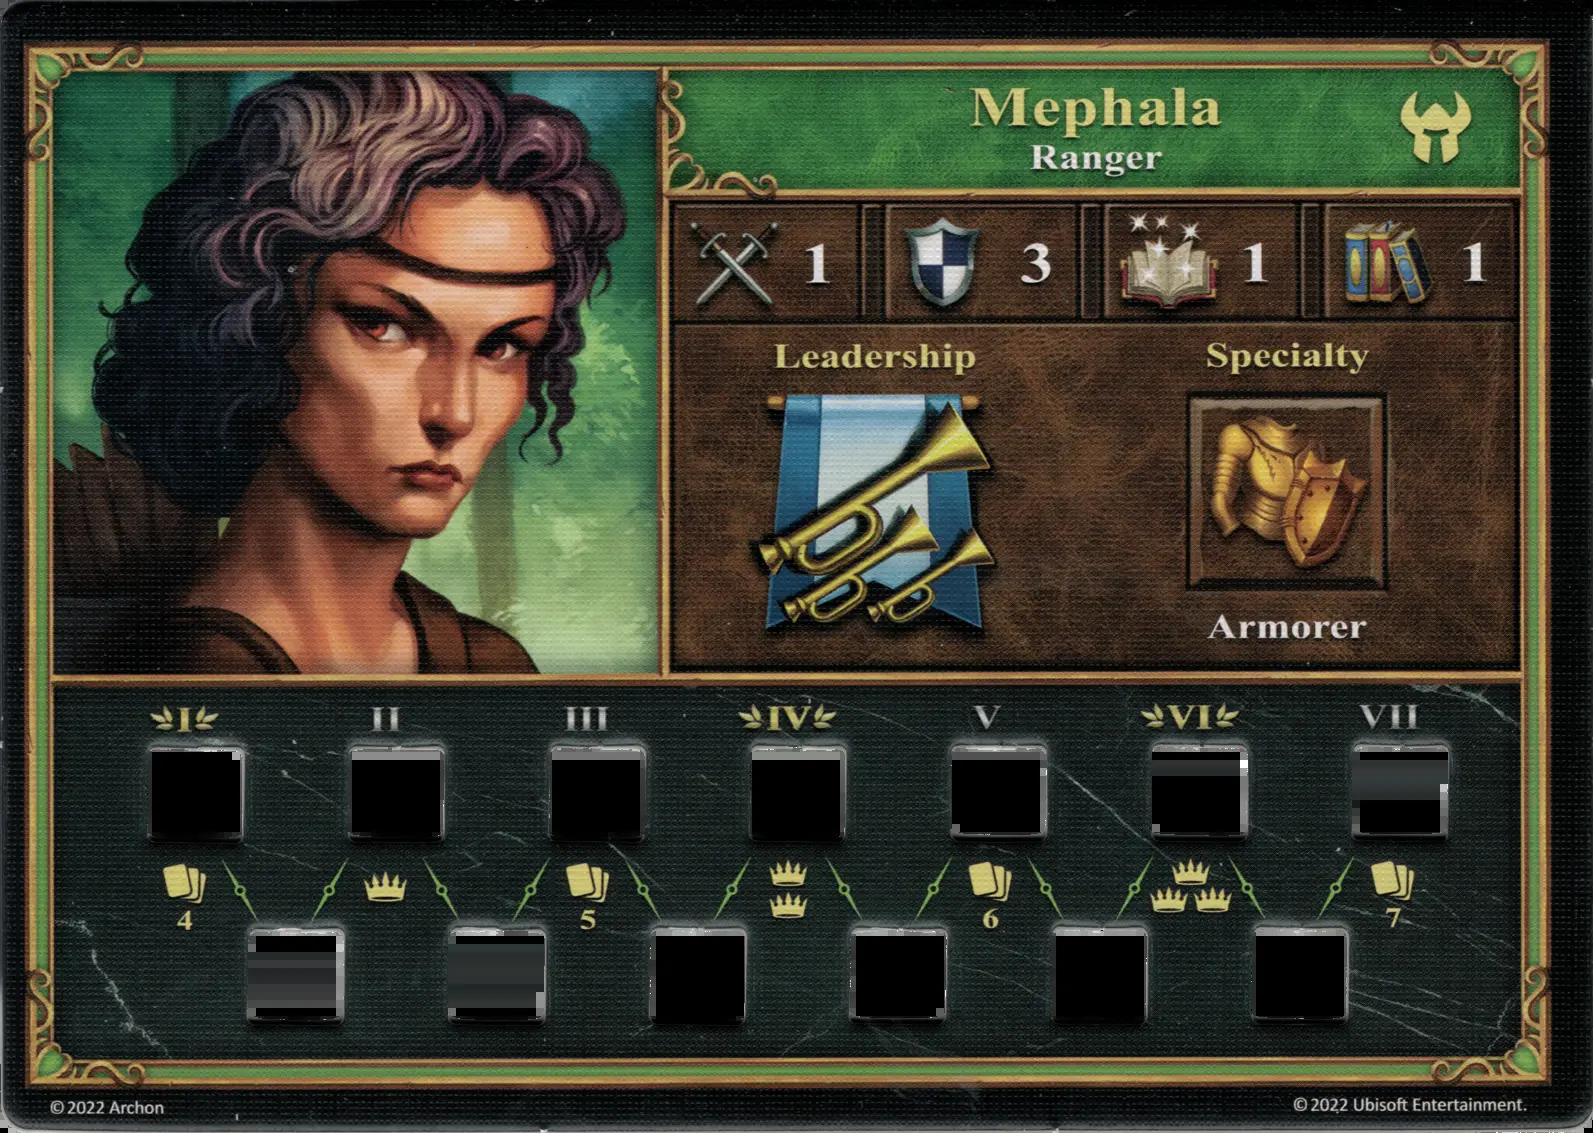 Mephala
Ranger
1 3 1 1
Leadership Specialty
Armorer
I II III IV V VI VII
4 5 6 7
©2022 Archon ©2022 Ubisoft Entertainment.